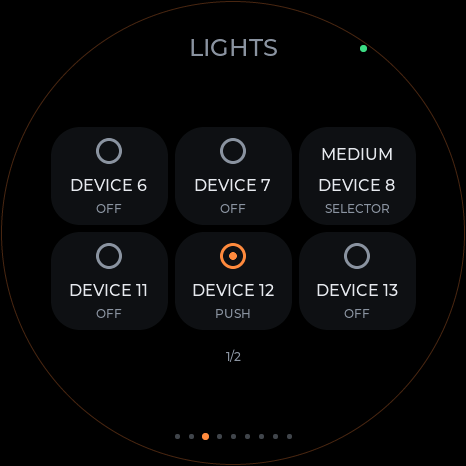 LIGHTS
DEVICE 6
OFF
DEVICE 7
OFF
MEDIUM
DEVICE 8
SELECTOR
DEVICE 11
OFF
DEVICE 12
PUSH
DEVICE 13
OFF
1/2